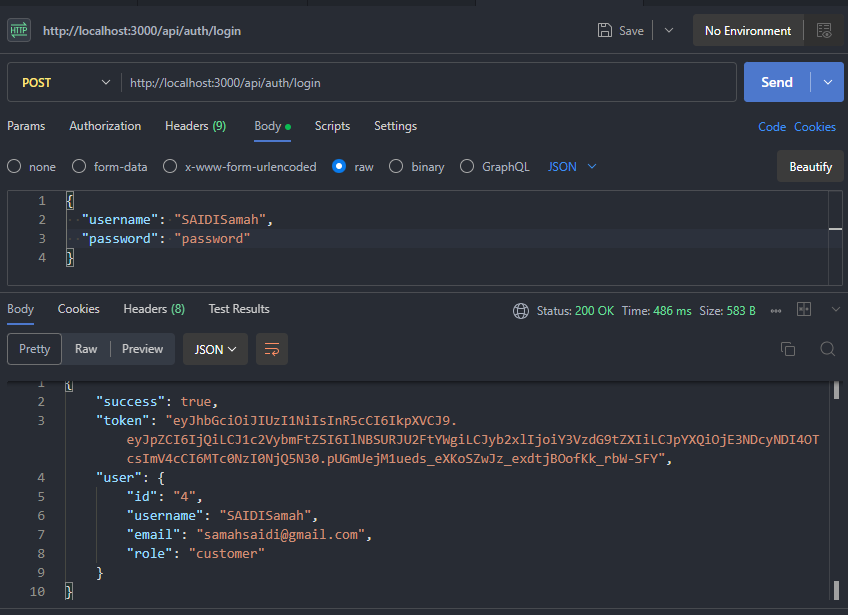 HTTP http://localhost:3000/api/auth/login Save No Environment
POST http://localhost:3000/api/auth/login Send
Params Authorization Headers (9) Body Scripts Settings Code Cookies
none form-data x-www-form-urlencoded raw binary GraphQL JSON Beautify
1 {
2 "username": "SAIDISamah",
3 "password": "password"
4 }
Body Cookies Headers (8) Test Results Status: 200 OK Time: 486 ms Size: 583 B
Pretty Raw Preview JSON
1 {
2 "success": true,
3 "token": "eyJhbGciOiJIUzI1NiIsInR5cCI6IkpXVCJ9.
eyJpZCI6IjQiLCJ1c2VybmFtZSI6IlNBSURJU2FtYWgiLCJyb2xlIjoiY3VzdG9tZXIiLCJpYXQiOjE3NDcyNDI4OT
csImV4cCI6MTc0NzI0NjQ5N30.pUGmUejM1ueds_eXKoSZwJz_exdtjBOofKk_rbW-SFY",
4 "user": {
5 "id": "4",
6 "username": "SAIDISamah",
7 "email": "samahsaidi@gmail.com",
8 "role": "customer"
9 }
10 }